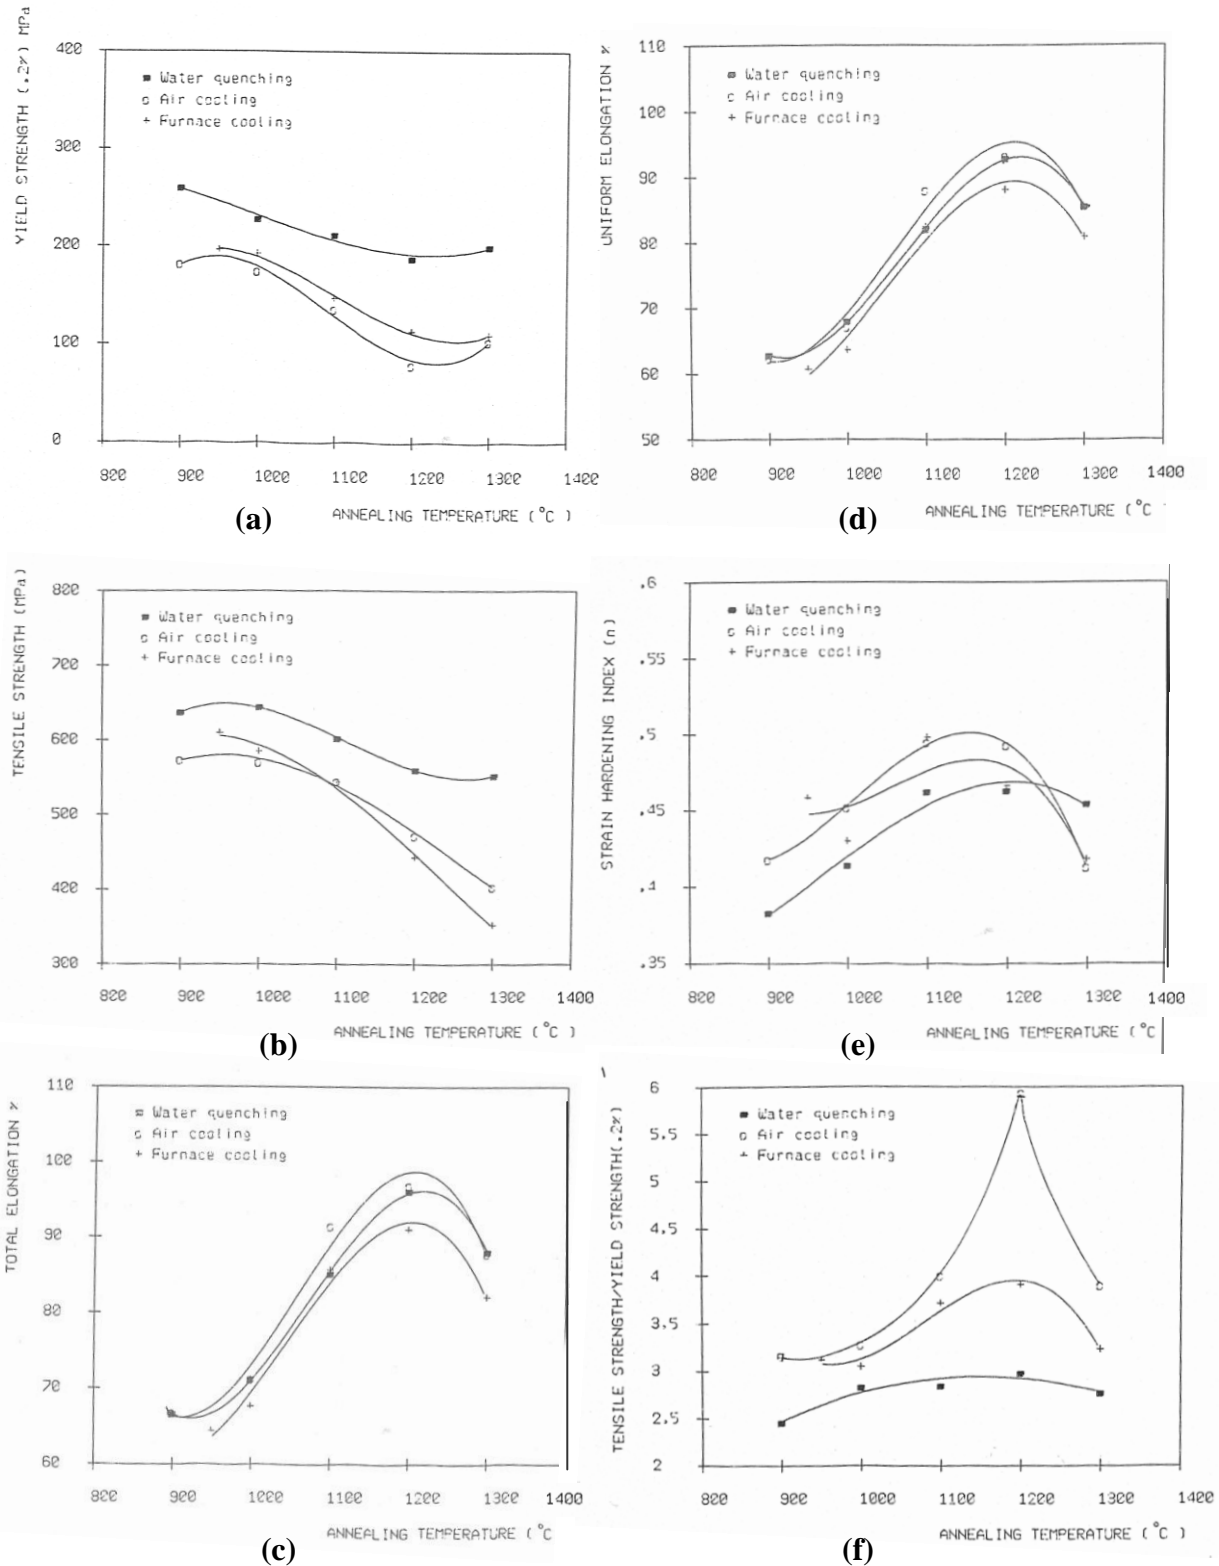 YIELD STRENGTH (.2%) MPa
400
300
200
100
0
Water quenching
Air cooling
Furnace cooling
800 900 1000 1100 1200 1300 1400
(a)
ANNEALING TEMPERATURE (°C )
UNIFORM ELONGATION %
110
100
90
80
70
60
50
Water quenching
Air cooling
Furnace cooling
800 900 1000 1100 1200 1300 1400
(d)
ANNEALING TEMPERATURE (°C
TENSILE STRENGTH (MPa)
800
700
600
500
400
300
Water quenching
Air cooling
Furnace cooling
800 900 1000 1100 1200 1300 1400
(b)
ANNEALING TEMPERATURE (°C )
STRAIN HARDENING INDEX (n)
.6
.55
.5
.45
.4
.35
Water quenching
Air cooling
Furnace cooling
800 900 1000 1100 1200 1300 1400
(e)
ANNEALING TEMPERATURE (°C )
TOTAL ELONGATION %
110
100
90
80
70
60
Water quenching
Air cooling
Furnace cooling
800 900 1000 1100 1200 1300 1400
(c)
ANNEALING TEMPERATURE (°C
TENSILE STRENGTH/YIELD STRENGTH(.2%)
6
5.5
5
4.5
4
3.5
3
2.5
2
Water quenching
Air cooling
Furnace cooling
800 900 1000 1100 1200 1300 1400
(f)
ANNEALING TEMPERATURE (°C )